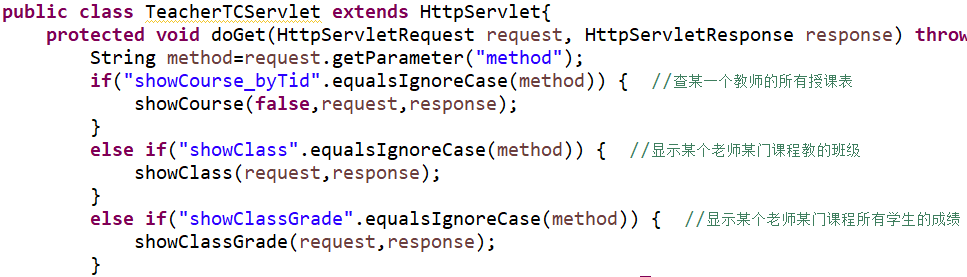 public class TeacherTCServlet extends HttpServlet{
protected void doGet(HttpServletRequest request, HttpServletResponse response) throw
String method=request.getParameter("method");
if("showCourse_byTid".equalsIgnoreCase(method)) { //查某一个教师的所有授课表
showCourse(false,request,response);
}
else if("showClass".equalsIgnoreCase(method)) { //显示某个老师某门课程教的班级
showClass(request,response);
}
else if("showClassGrade".equalsIgnoreCase(method)) { //显示某个老师某门课程所有学生的成绩
showClassGrade(request,response);
}